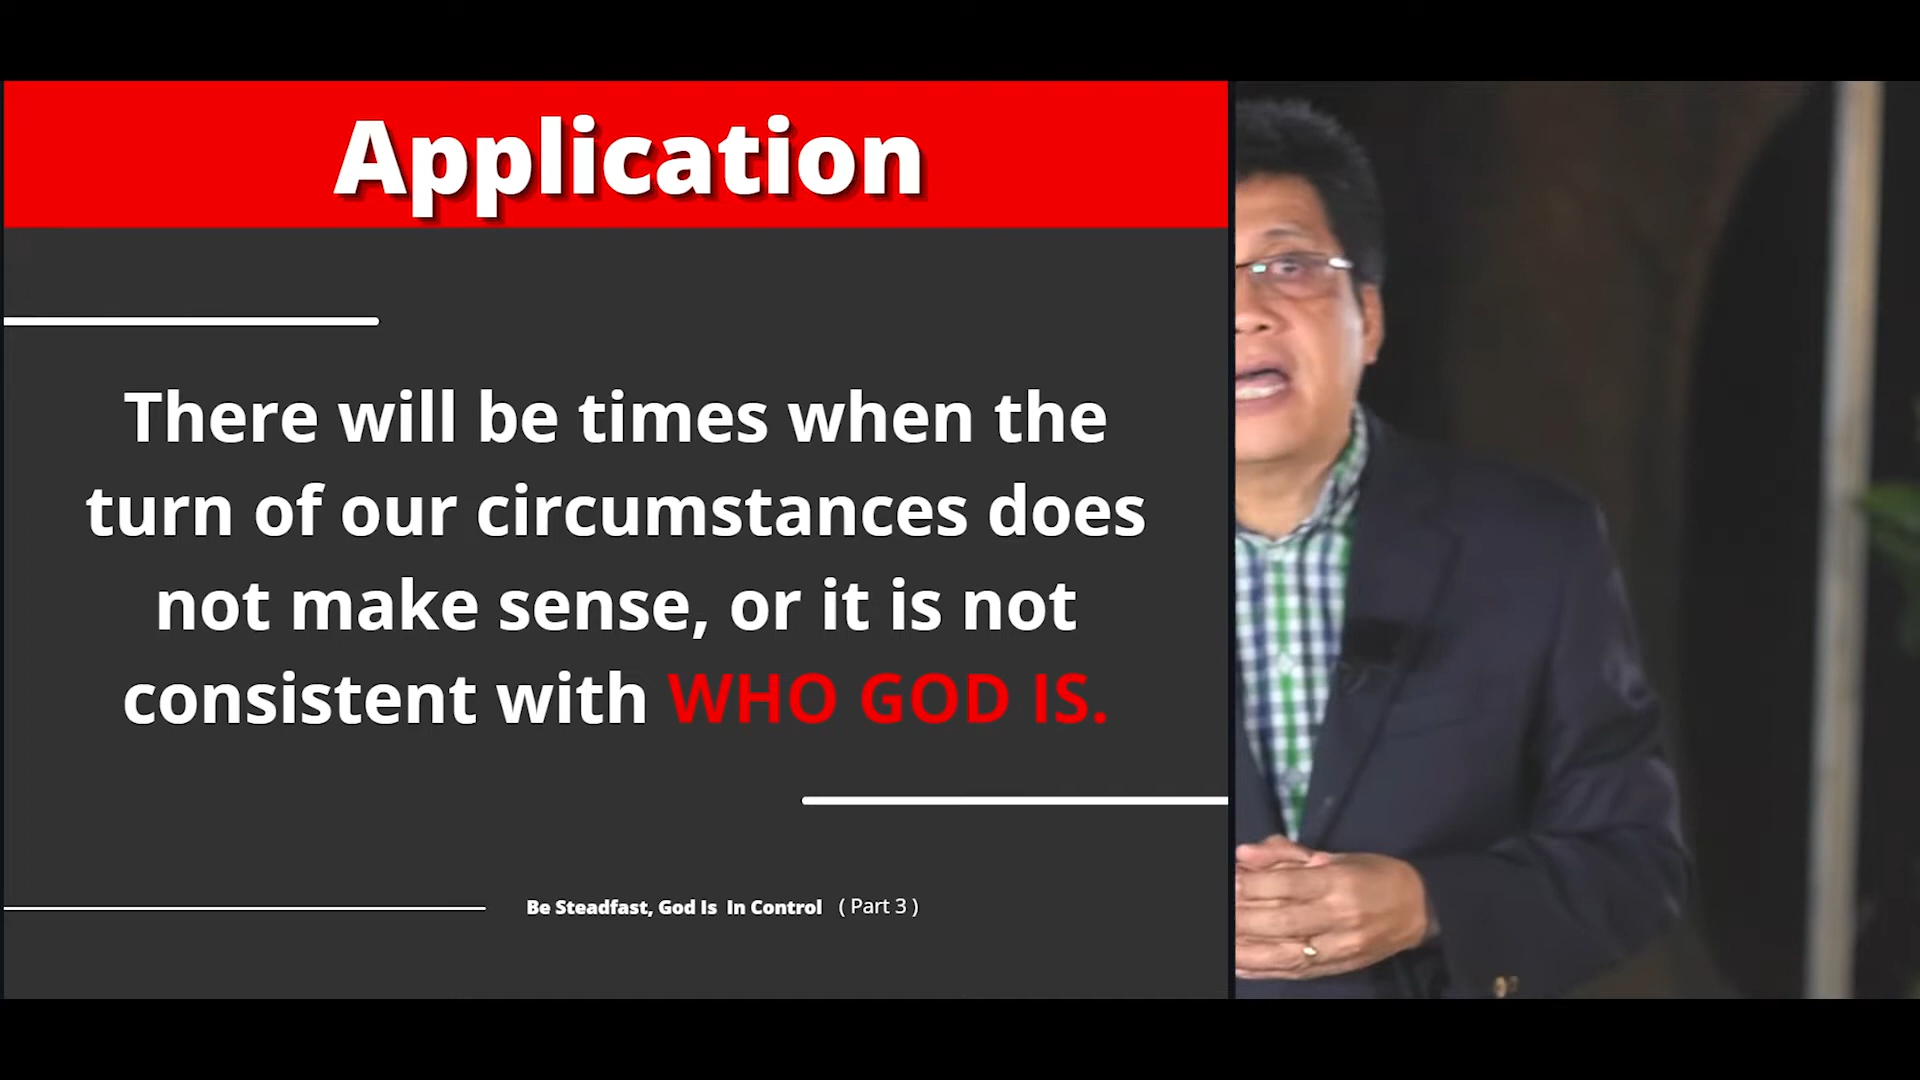 Application
There will be times when the
turn of our circumstances does
not make sense, or it is not
consistent with WHO GOD IS.
Be Steadfast, God Is In Control ( Part 3 )